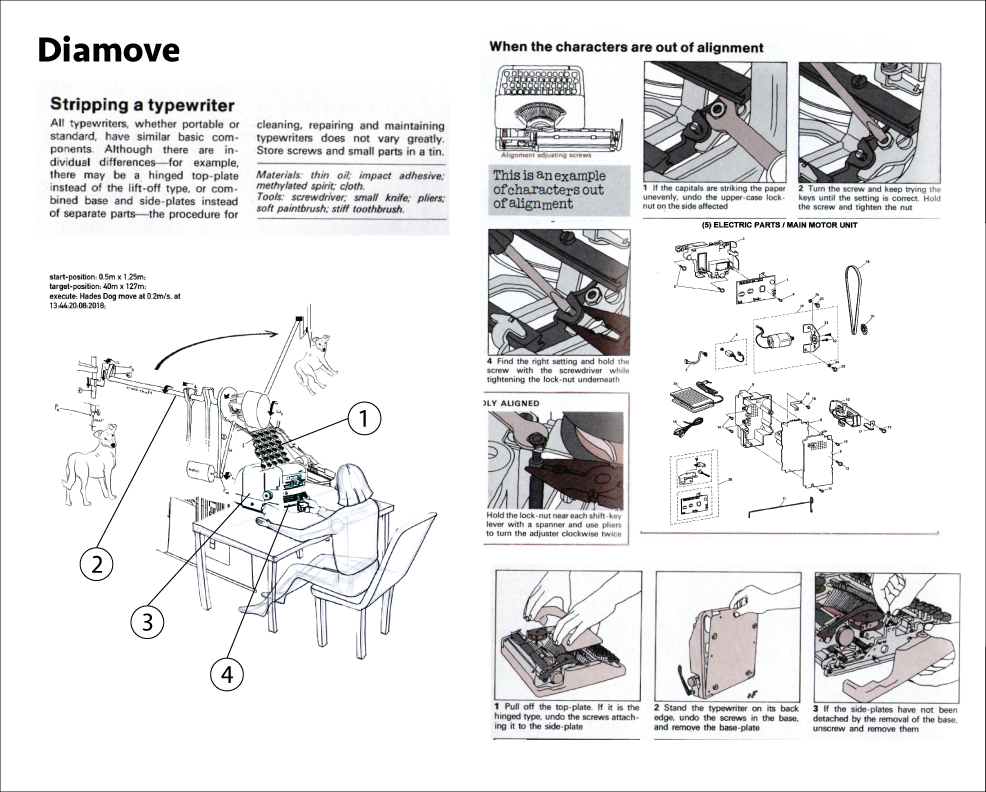 Diamove
Stripping a typewriter
All typewriters, whether portable or
standard, have similar basic com-
ponents. Although there are in-
dividual differences—for example,
there may be a hinged top-plate
instead of the lift-off type, or com-
bined base and side-plates instead
of separate parts—the procedure for
cleaning, repairing and maintaining
typewriters does not vary greatly.
Store screws and small parts in a tin.
Materials: thin oil; impact adhesive;
methylated spirit; cloth.
Tools: screwdriver; small knife; pliers;
soft paintbrush; stiff toothbrush.
start-position: 0.5m x 1.25m;
target-position: 40m x 127m;
execute: Hades Dog move at 0.2m/s, at
13:44:20:08:2018;
1
2
3
4
When the characters are out of alignment
Alignment adjusting screws
This is an example
of characters out
of alignment
1 If the capitals are striking the paper
unevenly, undo the upper-case lock-
nut on the side affected
2 Turn the screw and keep trying the
keys until the setting is correct. Hold
the screw and tighten the nut
4 Find the right setting and hold the
screw with the screwdriver while
tightening the lock-nut underneath
OLY ALIGNED
Hold the lock-nut near each shift-key
lever with a spanner and use pliers
to turn the adjuster clockwise twice
(5) ELECTRIC PARTS / MAIN MOTOR UNIT
1 Pull off the top-plate. If it is the
hinged type, undo the screws attach-
ing it to the side-plate
2 Stand the typewriter on its back
edge, undo the screws in the base,
and remove the base-plate
3 If the side-plates have not been
detached by the removal of the base,
unscrew and remove them